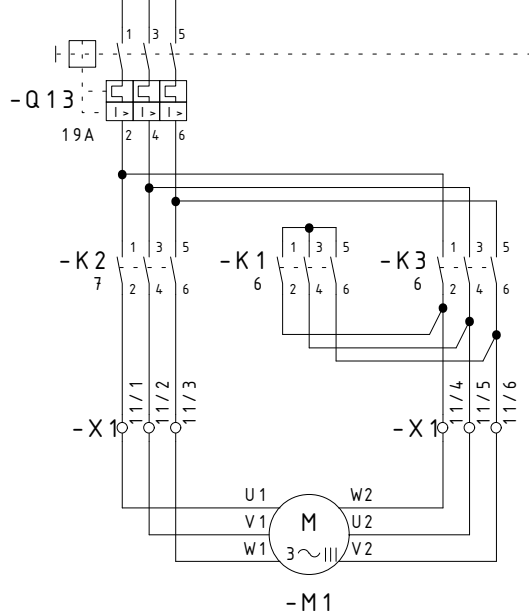 1 3 5
-Q13
I> I> I>
19A 2 4 6
1 3 5 1 3 5 1 3 5
-K2 -K1 -K3
7 2 4 6 6 2 4 6 6 2 4 6
11/1 11/2 11/3 11/4 11/5 11/6
-X1 -X1
U1 W2
V1 M U2
W1 3~ V2
-M1